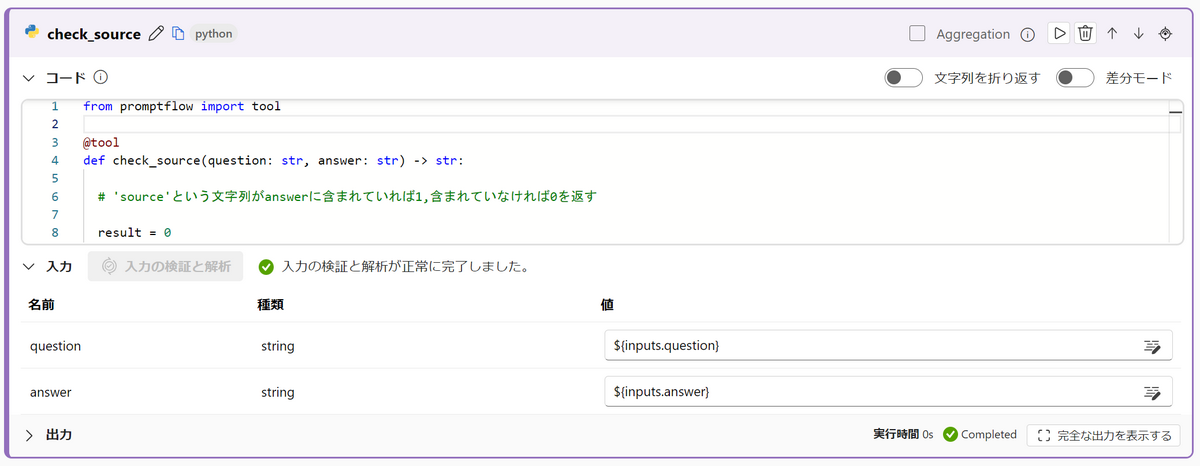 check_source python Aggregation
コード 文字列を折り返す 差分モード
1 from promptflow import tool
2
3 @tool
4 def check_source(question: str, answer: str) -> str:
5
6 # 'source'という文字列がanswerに含まれていれば1,含まれていなければ0を返す
7
8 result = 0
入力 入力の検証と解析 入力の検証と解析が正常に完了しました。
名前 種類 値
question string ${inputs.question}
answer string ${inputs.answer}
出力 実行時間 0s Completed 完全な出力を表示する